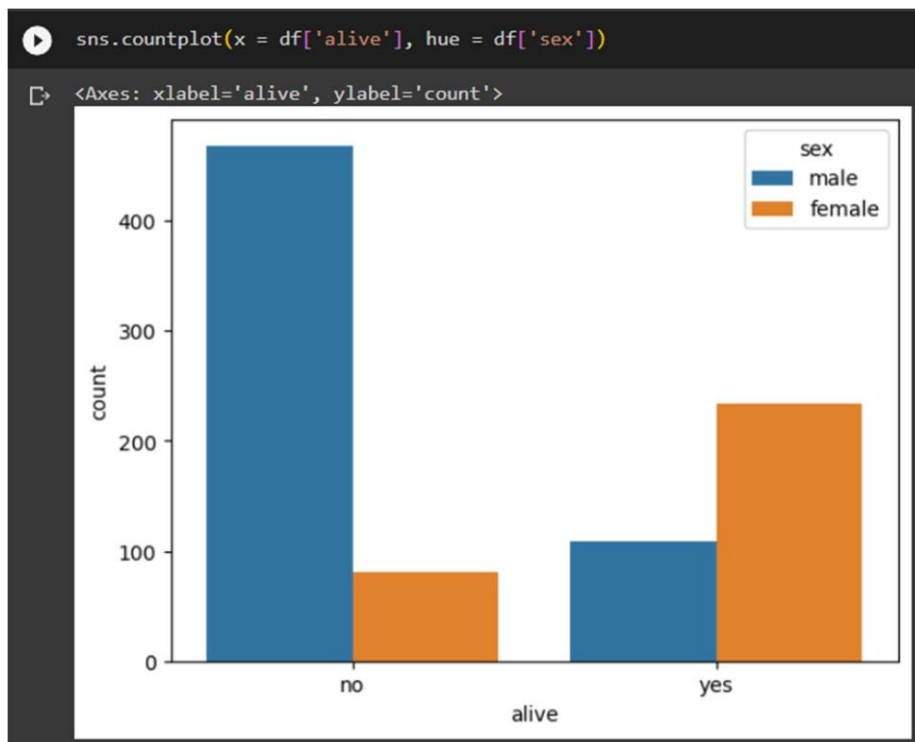 sns.countplot(x = df['alive'], hue = df['sex'])
<Axes: xlabel='alive', ylabel='count'>
sex
male
female
400
300
200
100
0
count
no yes
alive